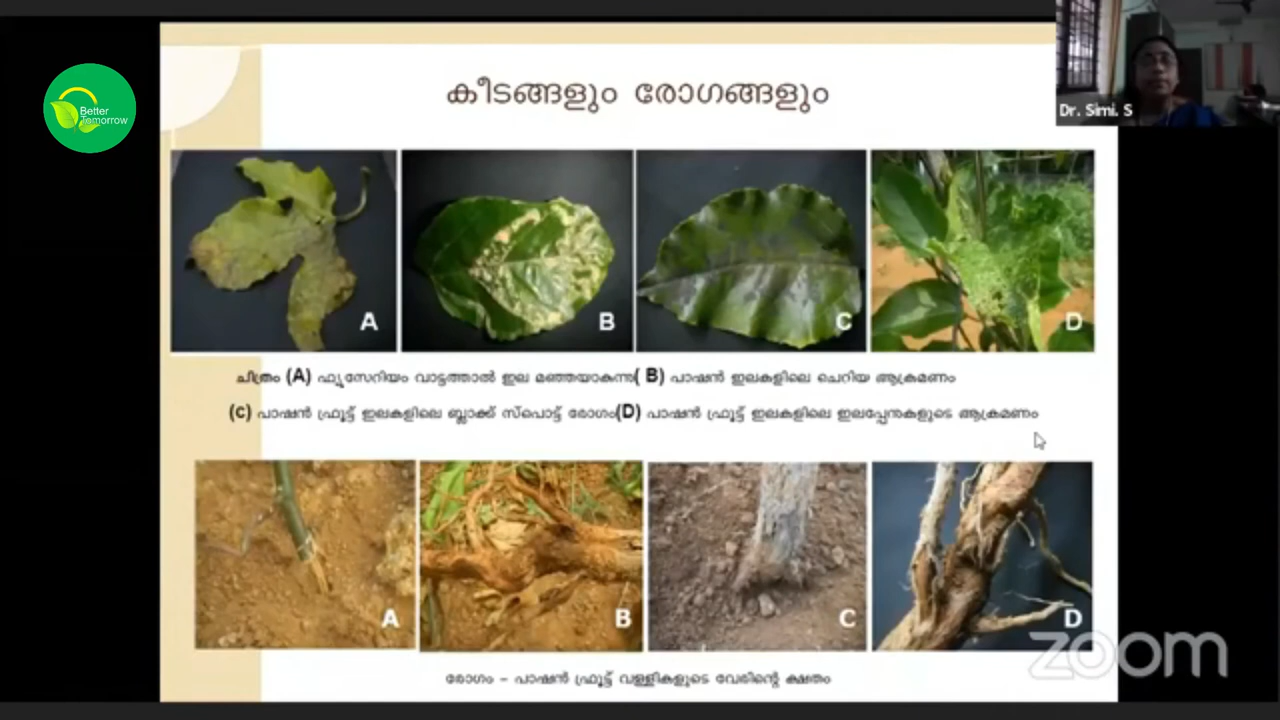 Better
Tomorrow
Dr. Simi. S
കീടങ്ങളും രോഗങ്ങളും
A
B
C
D
ചിത്രം (A) ഫ്യുസേറിയം വാട്ടത്താൽ ഇല മഞ്ഞയാകുന്നു( B) പാഷൻ ഇലകളിലെ ചെറിയ ആക്രമണം
(c) പാഷൻ ഫ്രൂട്ട് ഇലകളിലെ ബ്ലാക്ക് സ്പൊട്ട് രോഗം(D) പാഷൻ ഫ്രൂട്ട് ഇലകളിലെ ഇലപ്പേനുകളുടെ ആക്രമണം
A
B
C
D
രോഗം – പാഷൻ ഫ്രൂട്ട് വള്ളികളുടെ വേരിന്റെ ക്ഷതം
zoom